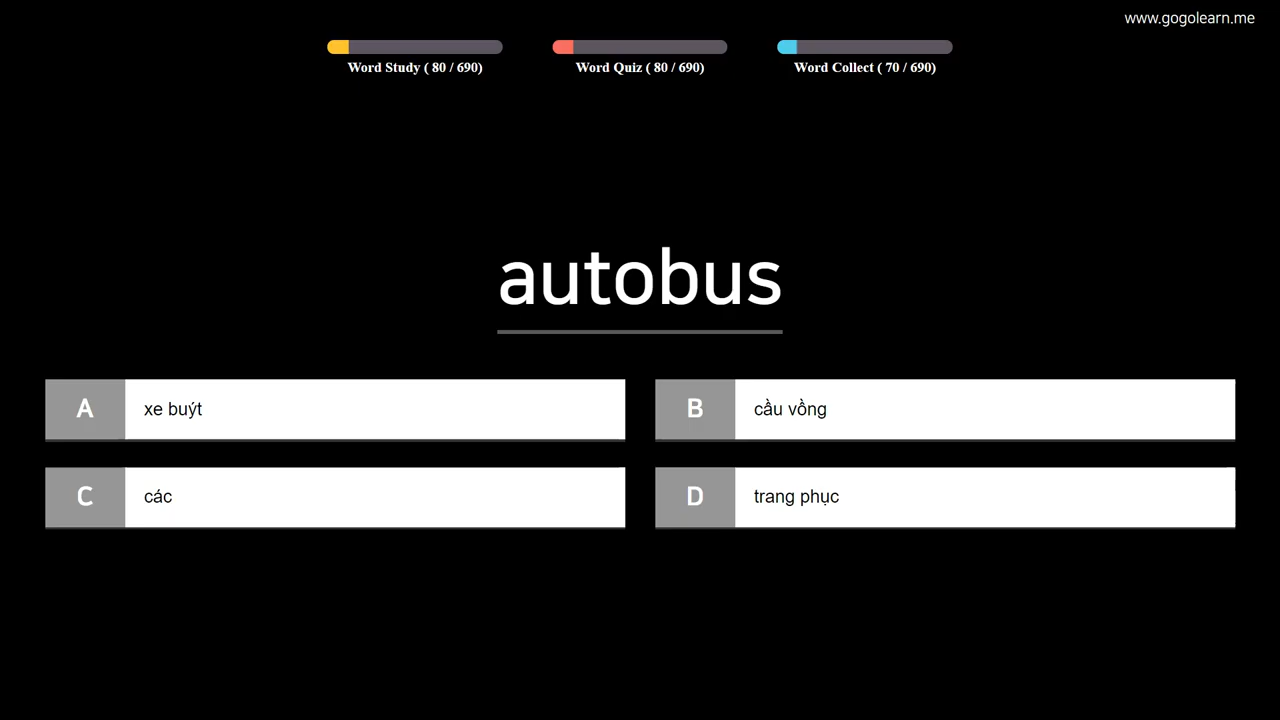 www.gogolearn.me
Word Study ( 80 / 690)
Word Quiz ( 80 / 690)
Word Collect ( 70 / 690)
autobus
A xe buýt
B cầu vồng
C các
D trang phục